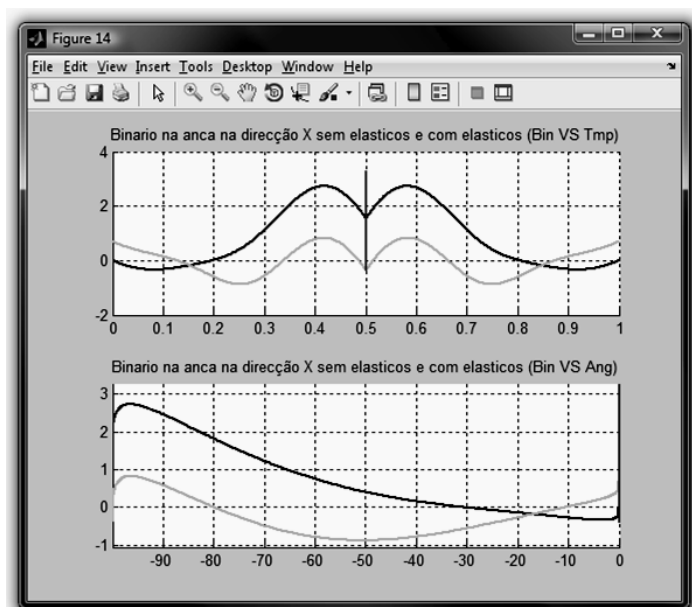 Figure 14
File Edit View Insert Tools Desktop Window Help
Binario na anca na direcção X sem elasticos e com elasticos (Bin VS Tmp)
4
2
0
-2
0 0.1 0.2 0.3 0.4 0.5 0.6 0.7 0.8 0.9 1
Binario na anca na direcção X sem elasticos e com elasticos (Bin VS Ang)
3
2
1
0
-1
-90 -80 -70 -60 -50 -40 -30 -20 -10 0